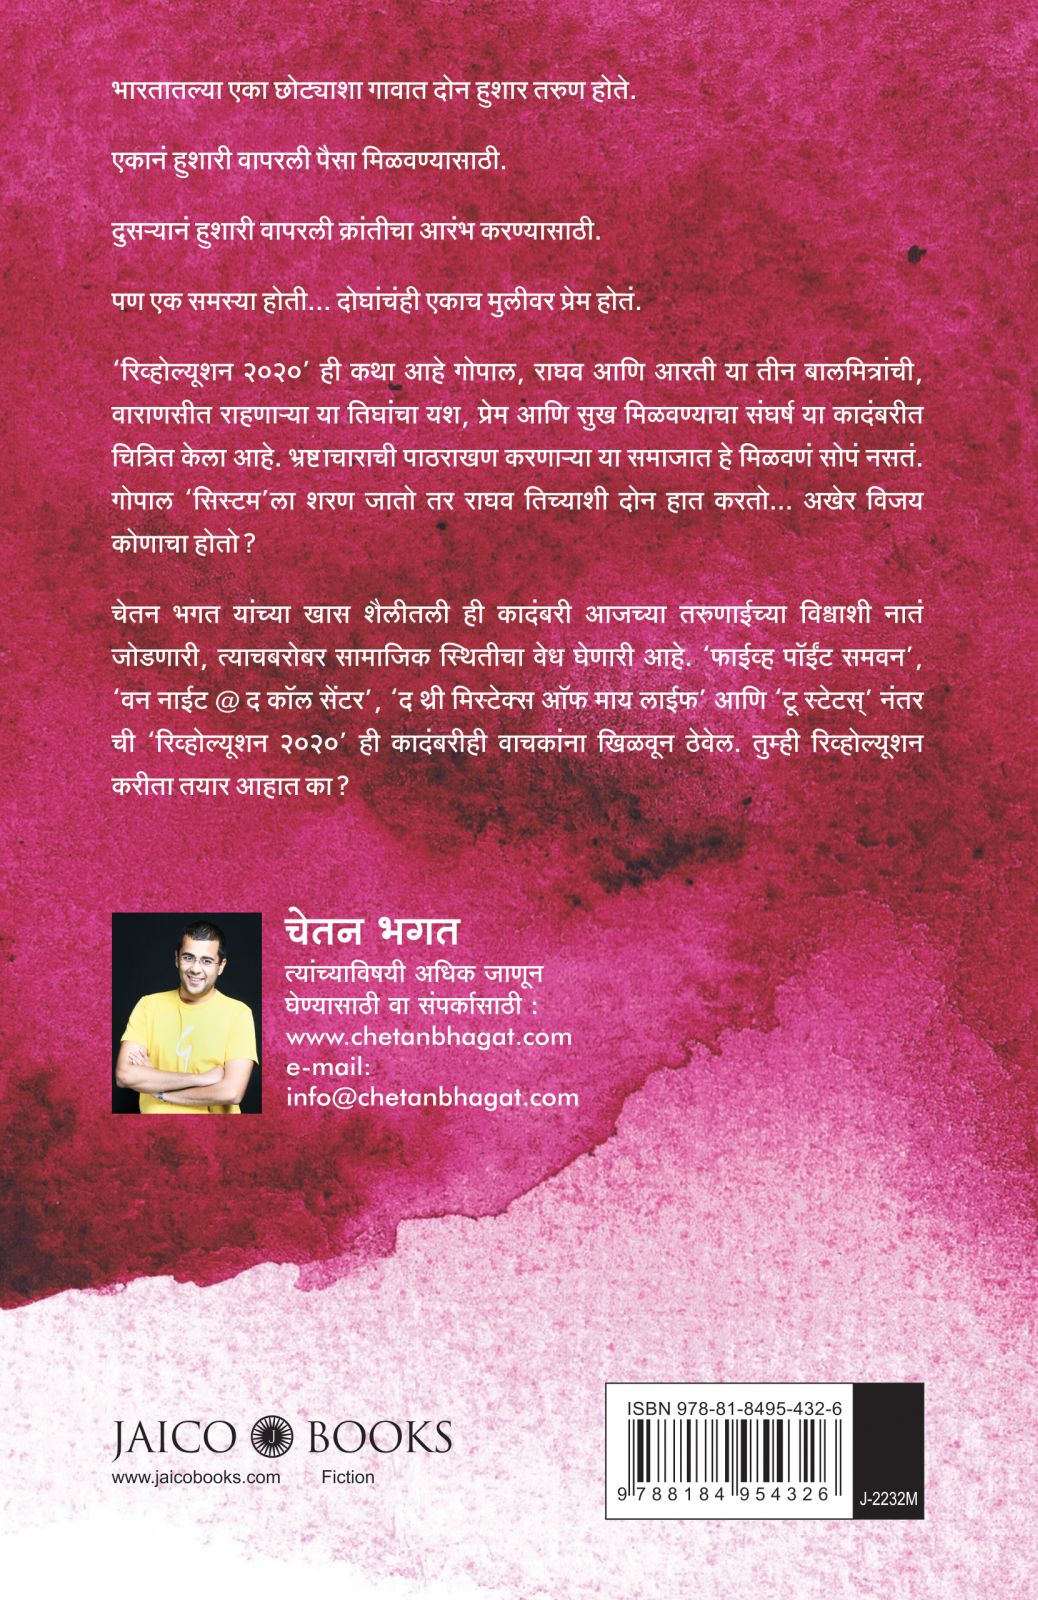 भारतातल्या एका छोट्याशा गावात दोन हुशार तरुण होते.
एकानं हुशारी वापरली पैसा मिळवण्यासाठी.
दुसऱ्यानं हुशारी वापरली क्रांतीचा आरंभ करण्यासाठी.
पण एक समस्या होती... दोघांचंही एकाच मुलीवर प्रेम होतं.
‘रिव्होल्यूशन २०२०’ ही कथा आहे गोपाल, राघव आणि आरती या तीन बालमित्रांची,
वाराणसीत राहणाऱ्या या तिघांचा यश, प्रेम आणि सुख मिळवण्याचा संघर्ष या कादंबरीत
चित्रित केला आहे. भ्रष्टाचाराची पाठराखण करणाऱ्या या समाजात हे मिळवणं सोपं नसतं.
गोपाल ‘सिस्टम’ला शरण जातो तर राघव तिच्याशी दोन हात करतो... अखेर विजय
कोणाचा होतो?
चेतन भगत यांच्या खास शैलीतली ही कादंबरी आजच्या तरुणाईच्या विश्वाशी नातं
जोडणारी, त्याचबरोबर सामाजिक स्थितीचा वेध घेणारी आहे. ‘फाईव्ह पॉईंट समवन’,
‘वन नाईट @ द कॉल सेंटर’, ‘द थ्री मिस्टेक्स ऑफ माय लाईफ’ आणि ‘टू स्टेटस्’ नंतर
ची ‘रिव्होल्यूशन २०२०’ ही कादंबरीही वाचकांना खिळवून ठेवेल. तुम्ही रिव्होल्यूशन
करीता तयार आहात का?
चेतन भगत
त्यांच्याविषयी अधिक जाणून
घेण्यासाठी वा संपर्कासाठी :
www.chetanbhagat.com
e-mail:
info@chetanbhagat.com
JAICO J BOOKS
www.jaicobooks.com Fiction
ISBN 978-81-8495-432-6
9 788184 954326
J-2232M